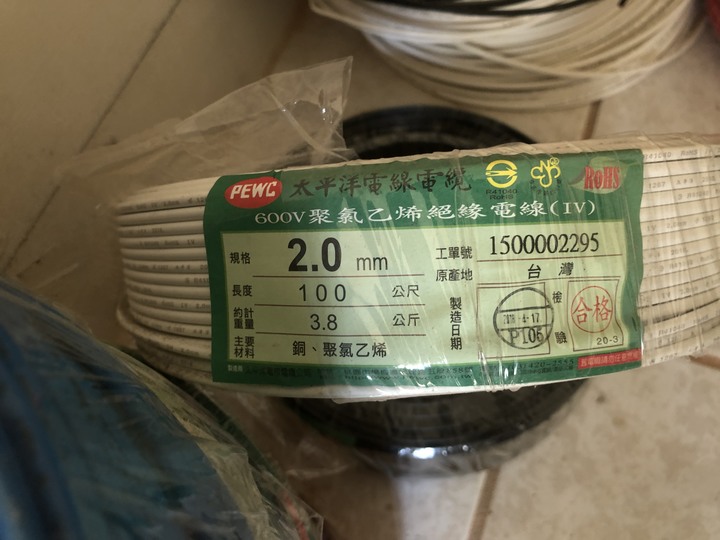 PEWC 太平洋電線電纜
R41040
RoHS
RoHS
600V聚氯乙烯絕緣電線(IV)
規格 2.0 mm
長度 100 公尺
約計重量 3.8 公斤
主要材料 銅、聚氯乙烯
工單號 1500002295
原產地 台灣
製造日期
P106
檢驗
合格
20-3